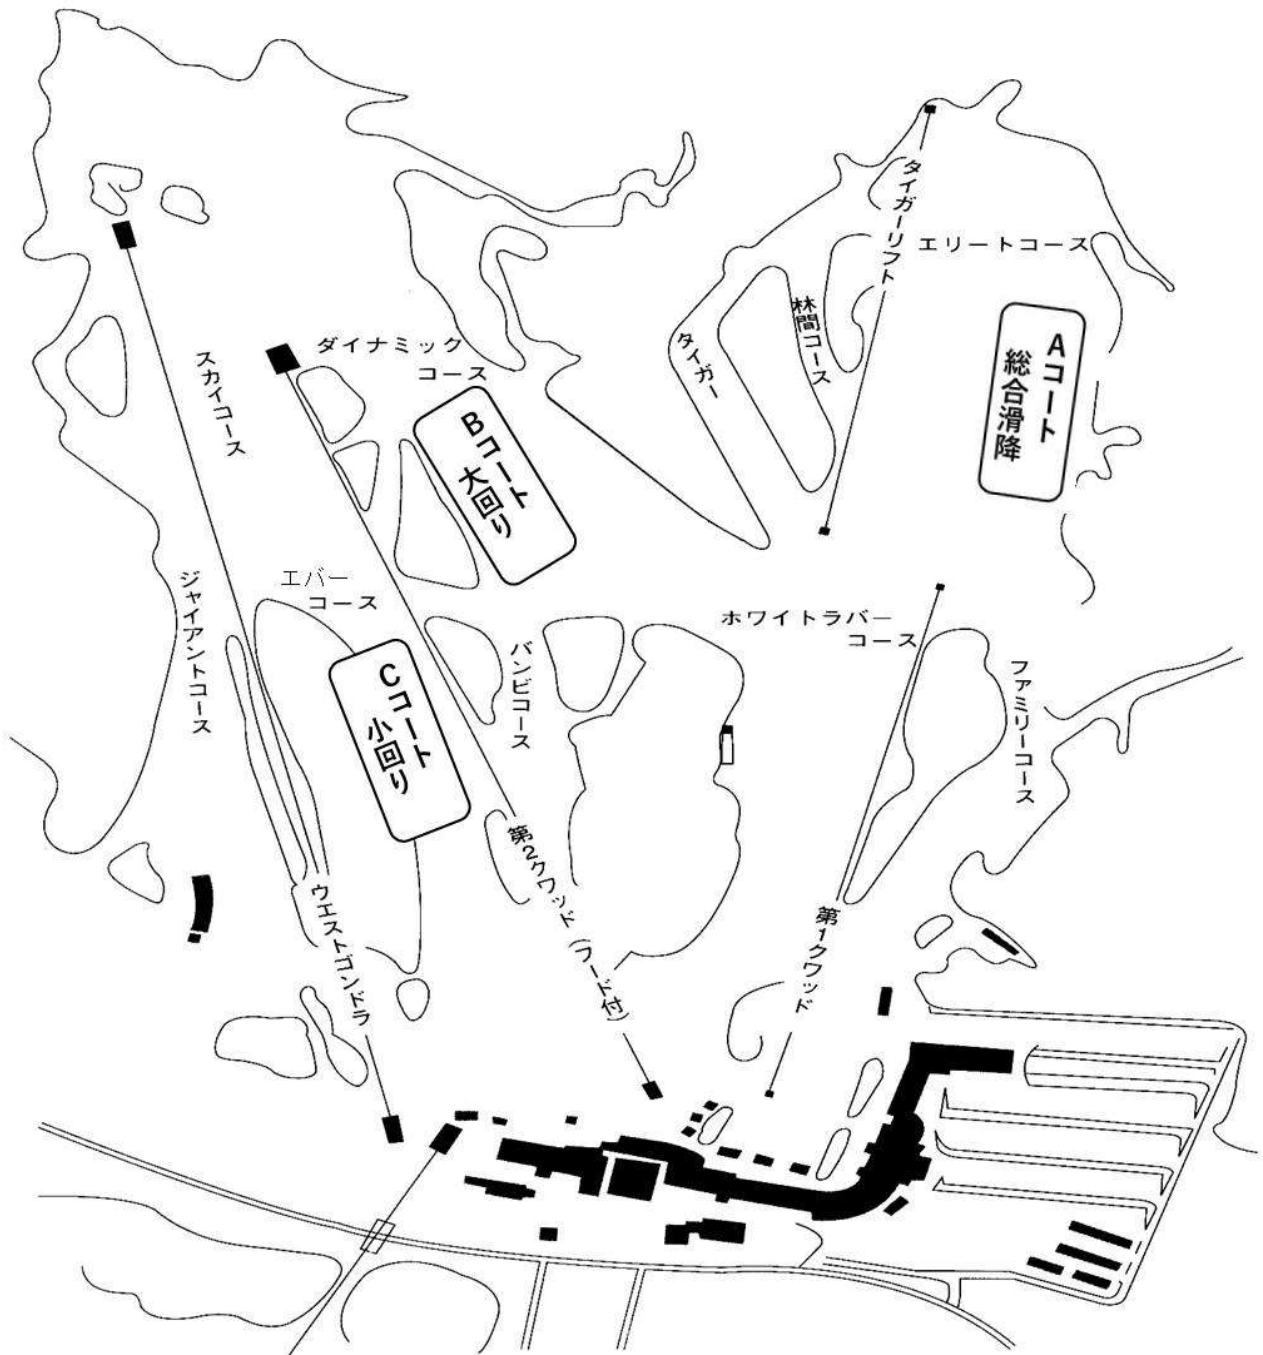 タイガーリフト
エリートコース
林間コース
タイガー
Aコート
総合滑降
ダイナミック
コース
スカイコース
Bコート
大回り
エバー
コース
ジャイアントコース
Cコート
小回り
バンビコース
ホワイトラバー
コース
ファミリーコース
第2クワッド(フード付)
ウエストゴンドラ
第1クワッド